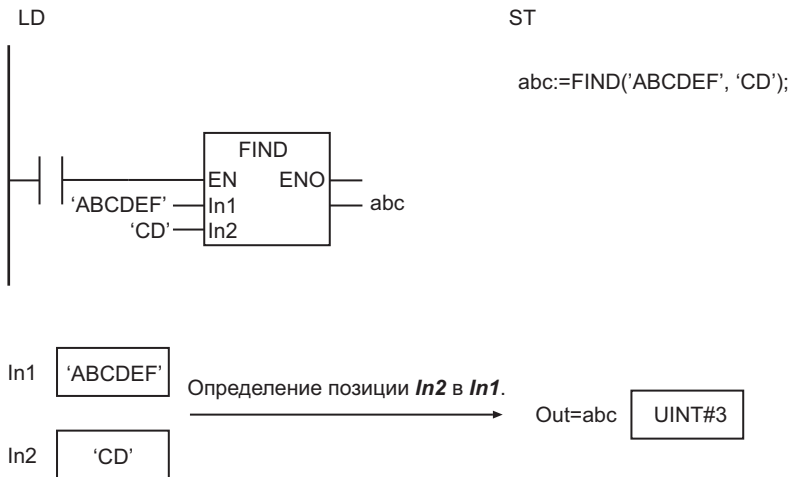 LD
ST
abc:=FIND(’ABCDEF’, ‘CD’);
FIND
EN ENO
‘ABCDEF’ In1 abc
‘CD’ In2
In1 ‘ABCDEF’
Определение позиции In2 в In1.
Out=abc UINT#3
In2 ‘CD’